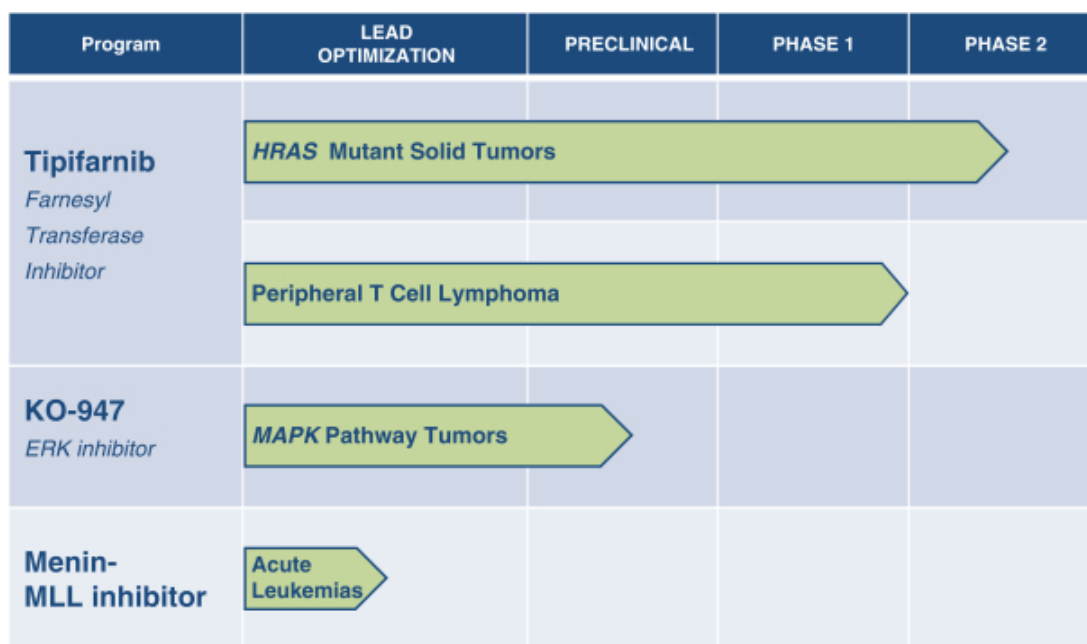 Program
LEAD
OPTIMIZATION
PRECLINICAL
PHASE 1
PHASE 2
Tipifarnib
Farnesyl
Transferase
Inhibitor
HRAS Mutant Solid Tumors
Peripheral T Cell Lymphoma
KO-947
ERK inhibitor
MAPK Pathway Tumors
Menin-
MLL inhibitor
Acute
Leukemias